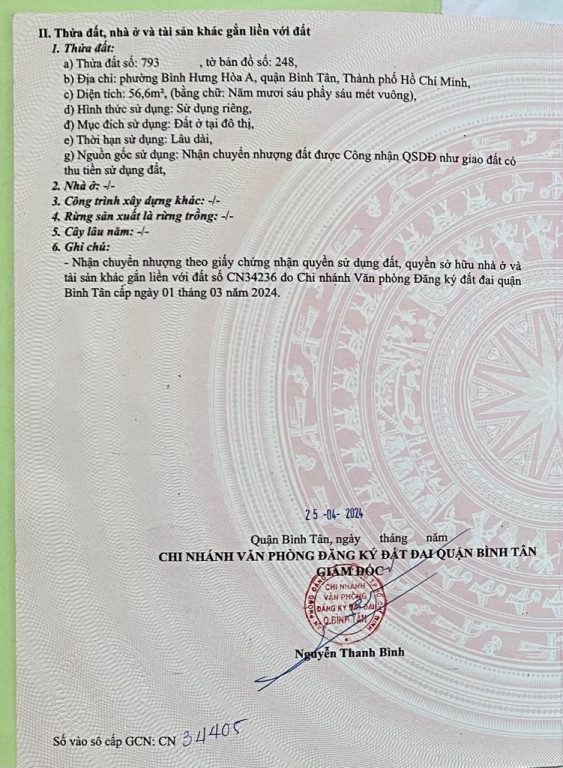 II. Thửa đất, nhà ở và tài sản khác gắn liền với đất
1. Thửa đất:
a) Thửa đất số: 793 , tờ bản đồ số: 248,
b) Địa chỉ: phường Bình Hưng Hòa A, quận Bình Tân, Thành phố Hồ Chí Minh,
c) Diện tích: 56,6m², (bằng chữ: Năm mươi sáu phẩy sáu mét vuông),
d) Hình thức sử dụng: Sử dụng riêng,
đ) Mục đích sử dụng: Đất ở tại đô thị,
e) Thời hạn sử dụng: Lâu dài,
g) Nguồn gốc sử dụng: Nhận chuyển nhượng đất được Công nhận QSDĐ như giao đất có
thu tiền sử dụng đất,
2. Nhà ở: -/-
3. Công trình xây dựng khác: -/-
4. Rừng sản xuất là rừng trồng: -/-
5. Cây lâu năm: -/-
6. Ghi chú:
- Nhận chuyển nhượng theo giấy chứng nhận quyền sử dụng đất, quyền sở hữu nhà ở và
tài sản khác gắn liền với đất số CN34236 do Chi nhánh Văn phòng Đăng ký đất đai quận
Bình Tân cấp ngày 01 tháng 03 năm 2024.
25 -04- 2024
Quận Bình Tân, ngày tháng năm
CHI NHÁNH VĂN PHÒNG ĐĂNG KÝ ĐẤT ĐAI QUẬN BÌNH TÂN
GIÁM ĐỐC
CHI NHÁNH
VĂN PHÒNG
ĐĂNG KÝ ĐẤT ĐAI
Q.BÌNH TÂN
Nguyễn Thanh Bình
Số vào sổ cấp GCN: CN 34405